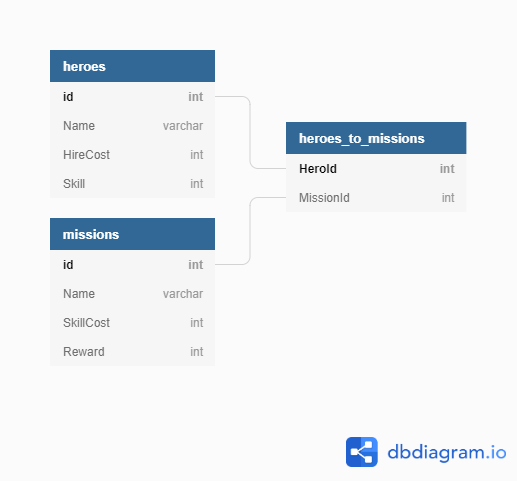 heroes
id int
Name varchar
HireCost int
Skill int
heroes_to_missions
HeroId int
MissionId int
missions
id int
Name varchar
SkillCost int
Reward int
dbdiagram.io